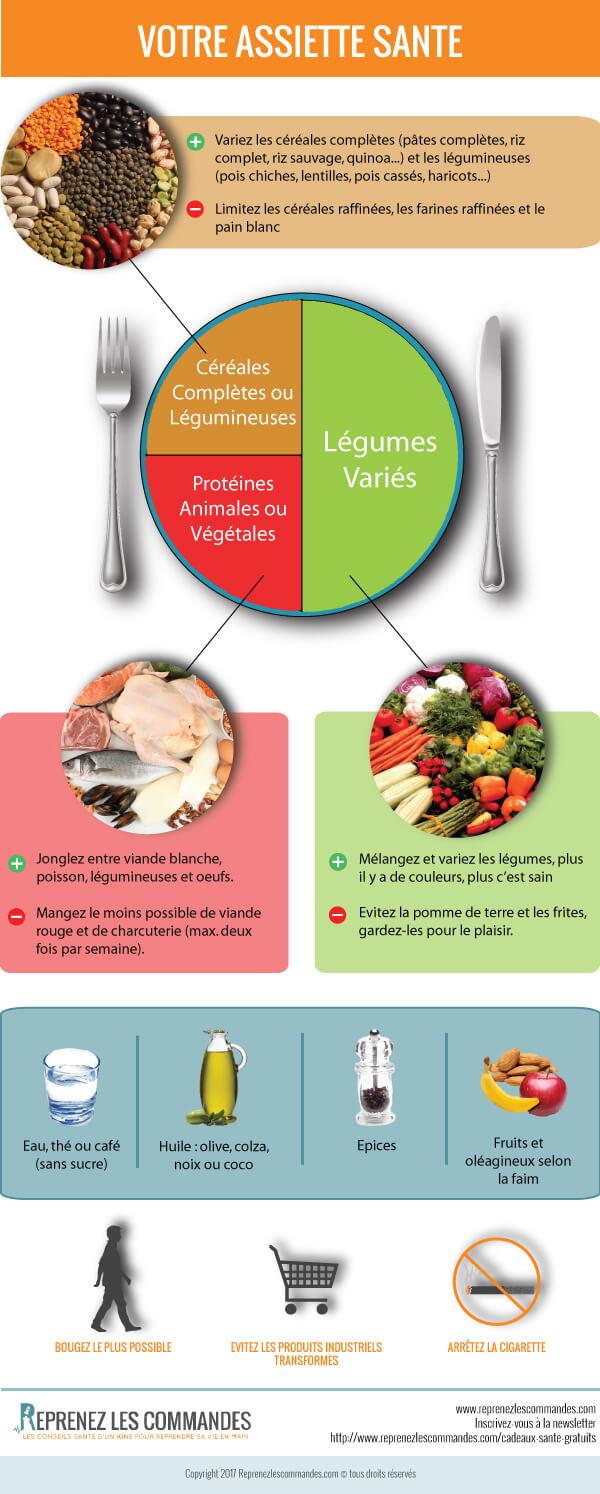 VOTRE ASSIETTE SANTE
Variez les céréales complètes (pâtes complètes, riz
complet, riz sauvage, quinoa...) et les légumineuses
(pois chiches, lentilles, pois cassés, haricots...)
Limitez les céréales raffinées, les farines raffinées et le
pain blanc
Céréales
Complètes ou
Légumineuses
Légumes
Variés
Protéines
Animales ou
Végétales
Jonglez entre viande blanche,
poisson, légumineuses et oeufs.
Mangez le moins possible de viande
rouge et de charcuterie (max. deux
fois par semaine).
Mélangez et variez les légumes, plus
il y a de couleurs, plus c'est sain
Evitez la pomme de terre et les frites,
gardez-les pour le plaisir.
Eau, thé ou café
(sans sucre)
Huile : olive, colza,
noix ou coco
Epices
Fruits et
oléagineux selon
la faim
BOUGEZ LE PLUS POSSIBLE
EVITEZ LES PRODUITS INDUSTRIELS
TRANSFORMES
ARRÊTEZ LA CIGARETTE
REPRENEZ LES COMMANDES
LES CONSEILS SANTE D'UN KINE POUR REPRENDRE SA VIE EN MAIN
www.reprenezlescommandes.com
Inscrivez-vous à la newsletter
http://www.reprenezlescommandes.com/cadeaux-sante-gratuits
Copyright 2017 Reprenezlescommandes.com © tous droits réservés